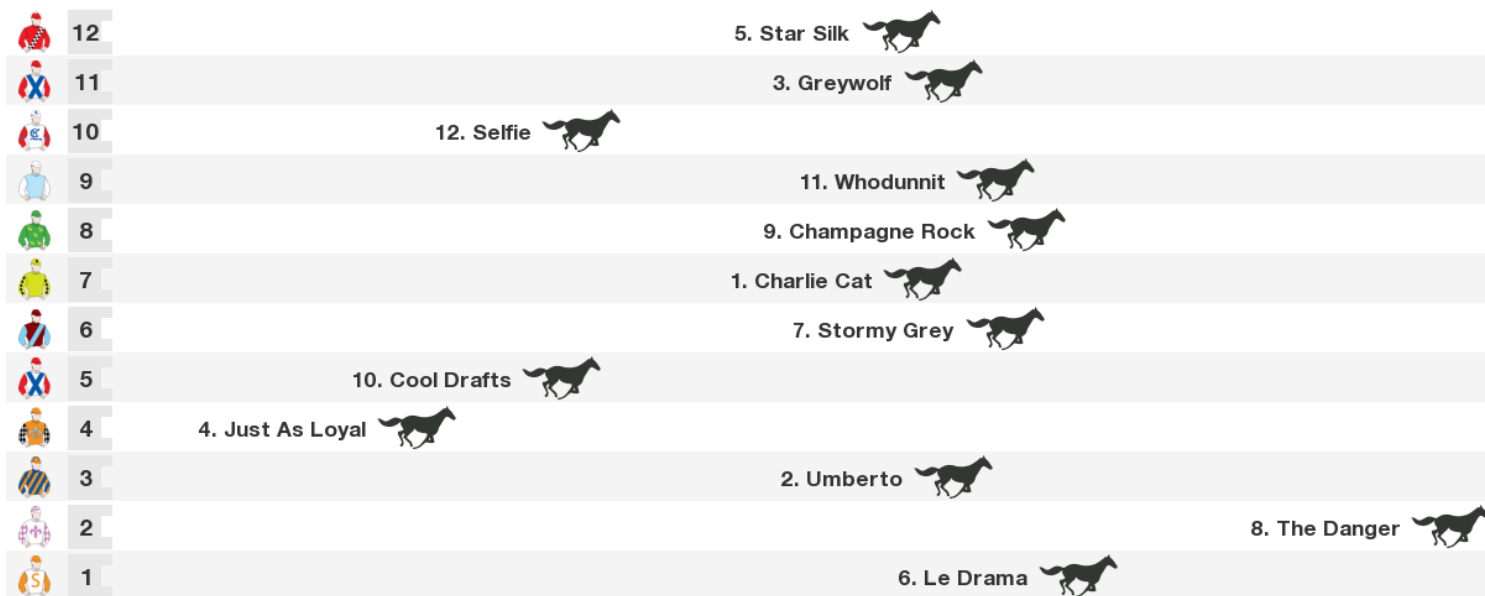 12 5. Star Silk
11 3. Greywolf
10 12. Selfie
9 11. Whodunnit
8 9. Champagne Rock
7 1. Charlie Cat
6 7. Stormy Grey
5 10. Cool Drafts
4 4. Just As Loyal
3 2. Umberto
2 8. The Danger
1 6. Le Drama
S